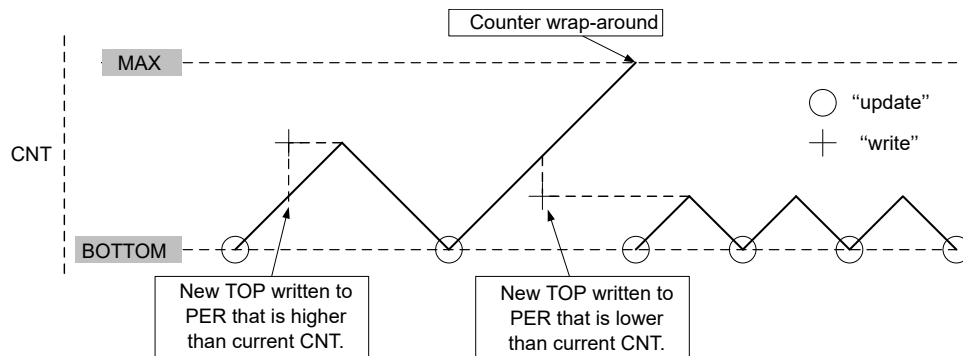 Counter wrap-around
MAX
“update”
“write”
CNT
BOTTOM
New TOP written to
PER that is higher
than current CNT.
New TOP written to
PER that is lower
than current CNT.